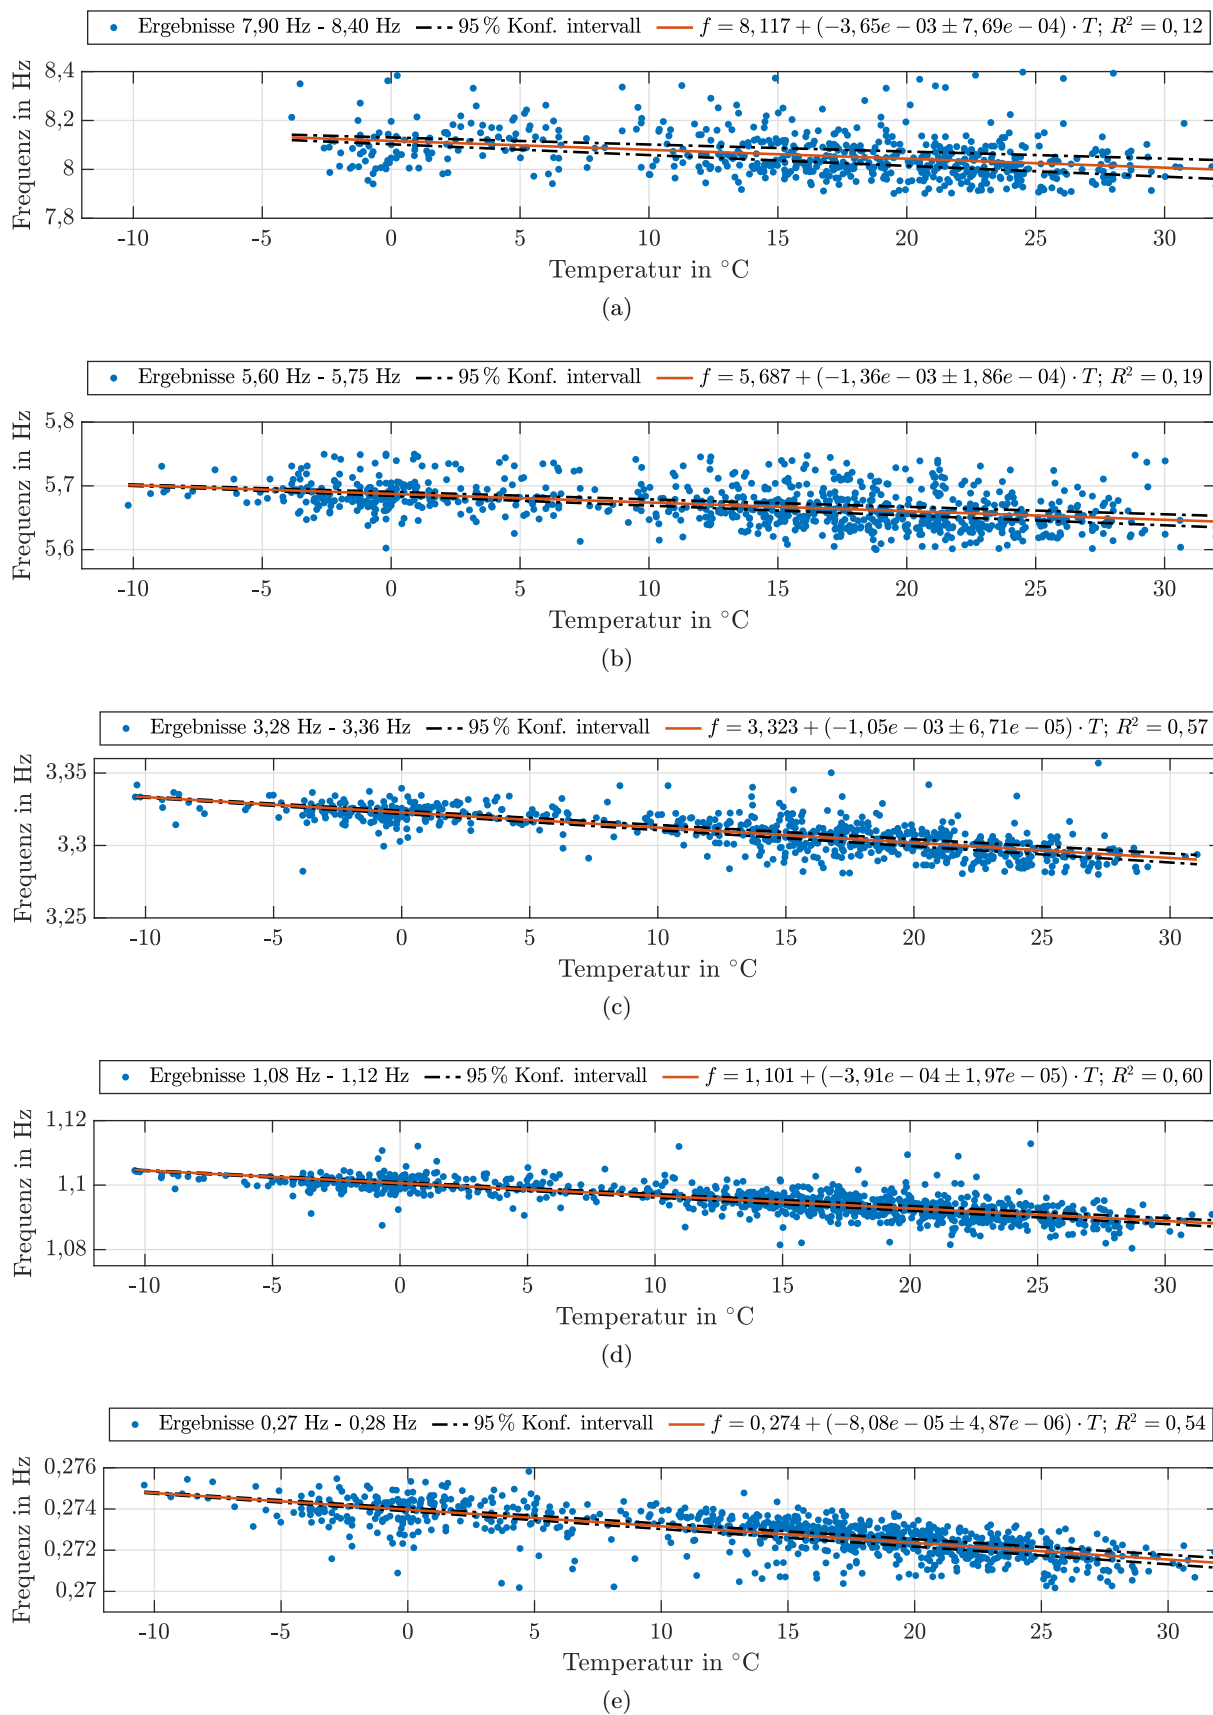 Ergebnisse 7,90 Hz - 8,40 Hz 95 % Konf. intervall f = 8,117 + (−3,65e − 03 ± 7,69e − 04) · T; R² = 0,12
Frequenz in Hz
8,4
8,2
8
7,8
-10 -5 0 5 10 15 20 25 30
Temperatur in °C
(a)
Ergebnisse 5,60 Hz - 5,75 Hz 95 % Konf. intervall f = 5,687 + (−1,36e − 03 ± 1,86e − 04) · T; R² = 0,19
Frequenz in Hz
5,8
5,7
5,6
-10 -5 0 5 10 15 20 25 30
Temperatur in °C
(b)
Ergebnisse 3,28 Hz - 3,36 Hz 95 % Konf. intervall f = 3,323 + (−1,05e − 03 ± 6,71e − 05) · T; R² = 0,57
Frequenz in Hz
3,35
3,3
3,25
-10 -5 0 5 10 15 20 25 30
Temperatur in °C
(c)
Ergebnisse 1,08 Hz - 1,12 Hz 95 % Konf. intervall f = 1,101 + (−3,91e − 04 ± 1,97e − 05) · T; R² = 0,60
Frequenz in Hz
1,12
1,1
1,08
-10 -5 0 5 10 15 20 25 30
Temperatur in °C
(d)
Ergebnisse 0,27 Hz - 0,28 Hz 95 % Konf. intervall f = 0,274 + (−8,08e − 05 ± 4,87e − 06) · T; R² = 0,54
Frequenz in Hz
0,276
0,274
0,272
0,27
-10 -5 0 5 10 15 20 25 30
Temperatur in °C
(e)